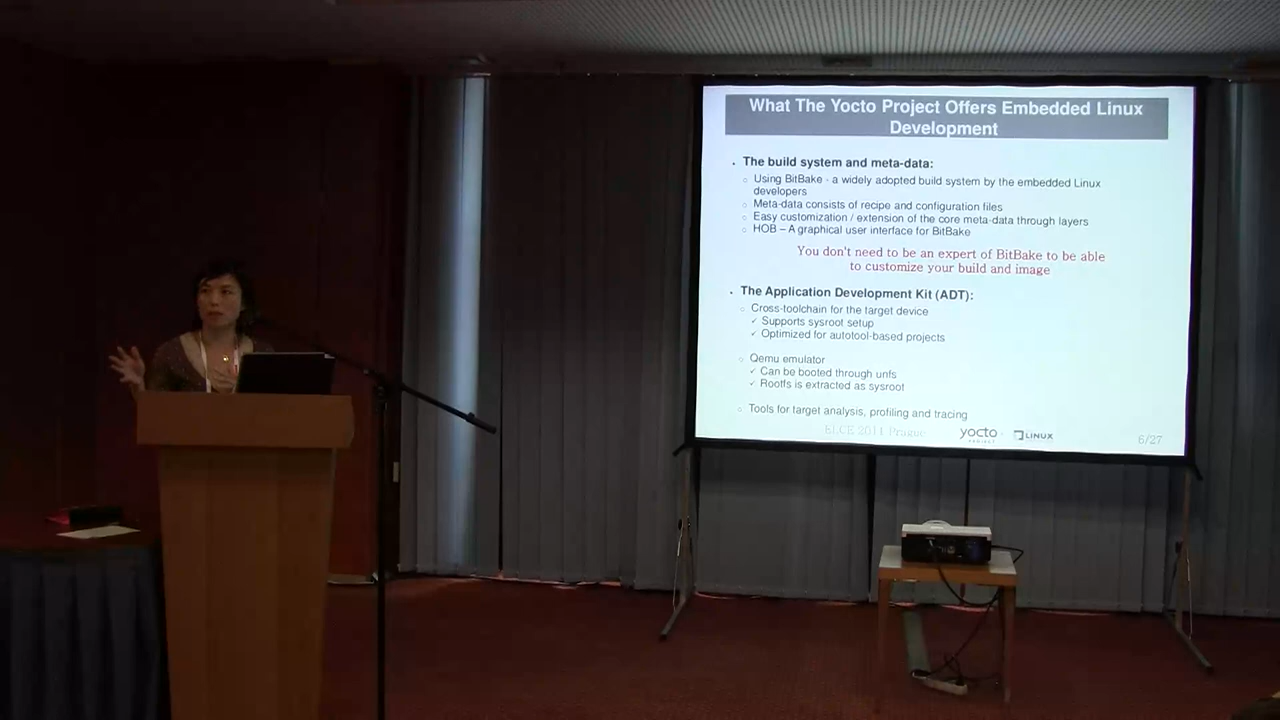 What The Yocto Project Offers Embedded Linux
Development
The build system and meta-data:
Using BitBake - a widely adopted build system by the embedded Linux
developers
Meta-data consists of recipe and configuration files
Easy customization / extension of the core meta-data through layers
HOB – A graphical user interface for BitBake
You don't need to be an expert of BitBake to be able
to customize your build and image
The Application Development Kit (ADT):
Cross-toolchain for the target device
Supports sysroot setup
Optimized for autotool-based projects
Qemu emulator
Can be booted through unfs
Rootfs is extracted as sysroot
Tools for target analysis, profiling and tracing
ELCE 2011 Prague
yocto
PROJECT
LINUX
6/27